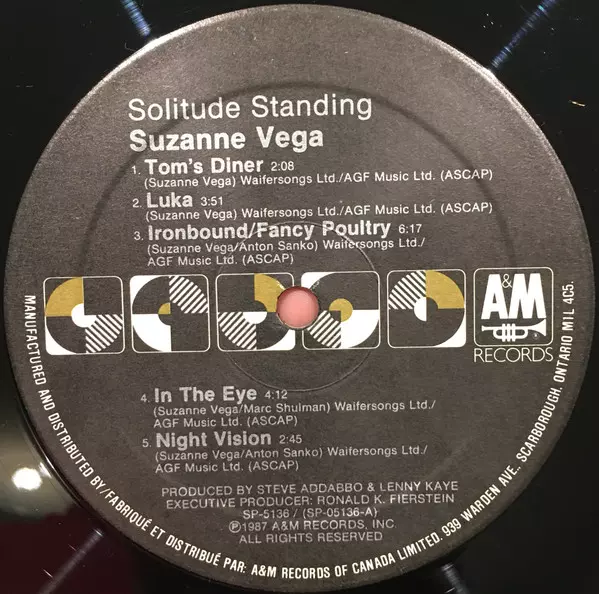 Solitude Standing
Suzanne Vega
1. Tom's Diner 2:08
(Suzanne Vega) Waifersongs Ltd./AGF Music Ltd. (ASCAP)
2. Luka 3:51
(Suzanne Vega) Waifersongs Ltd./AGF Music Ltd. (ASCAP)
3. Ironbound/Fancy Poultry 6:17
(Suzanne Vega/Anton Sanko) Waifersongs Ltd./
AGF Music Ltd. (ASCAP)
A&M
RECORDS
4. In The Eye 4:12
(Suzanne Vega/Marc Shulman) Waifersongs Ltd./
AGF Music Ltd. (ASCAP)
5. Night Vision 2:45
(Suzanne Vega/Anton Sanko) Waifersongs Ltd./
AGF Music Ltd. (ASCAP)
PRODUCED BY STEVE ADDABBO & LENNY KAYE
EXECUTIVE PRODUCER: RONALD K. FIERSTEIN
SP-5136 / (SP-05136-A)
Ⓟ1987 A&M RECORDS, INC.
ALL RIGHTS RESERVED
MANUFACTURED AND DISTRIBUTED BY/FABRIQUÉ ET DISTRIBUÉ PAR: A&M RECORDS OF CANADA LIMITED. 939 WARDEN AVE., SCARBOROUGH, ONTARIO M1L 4C5.